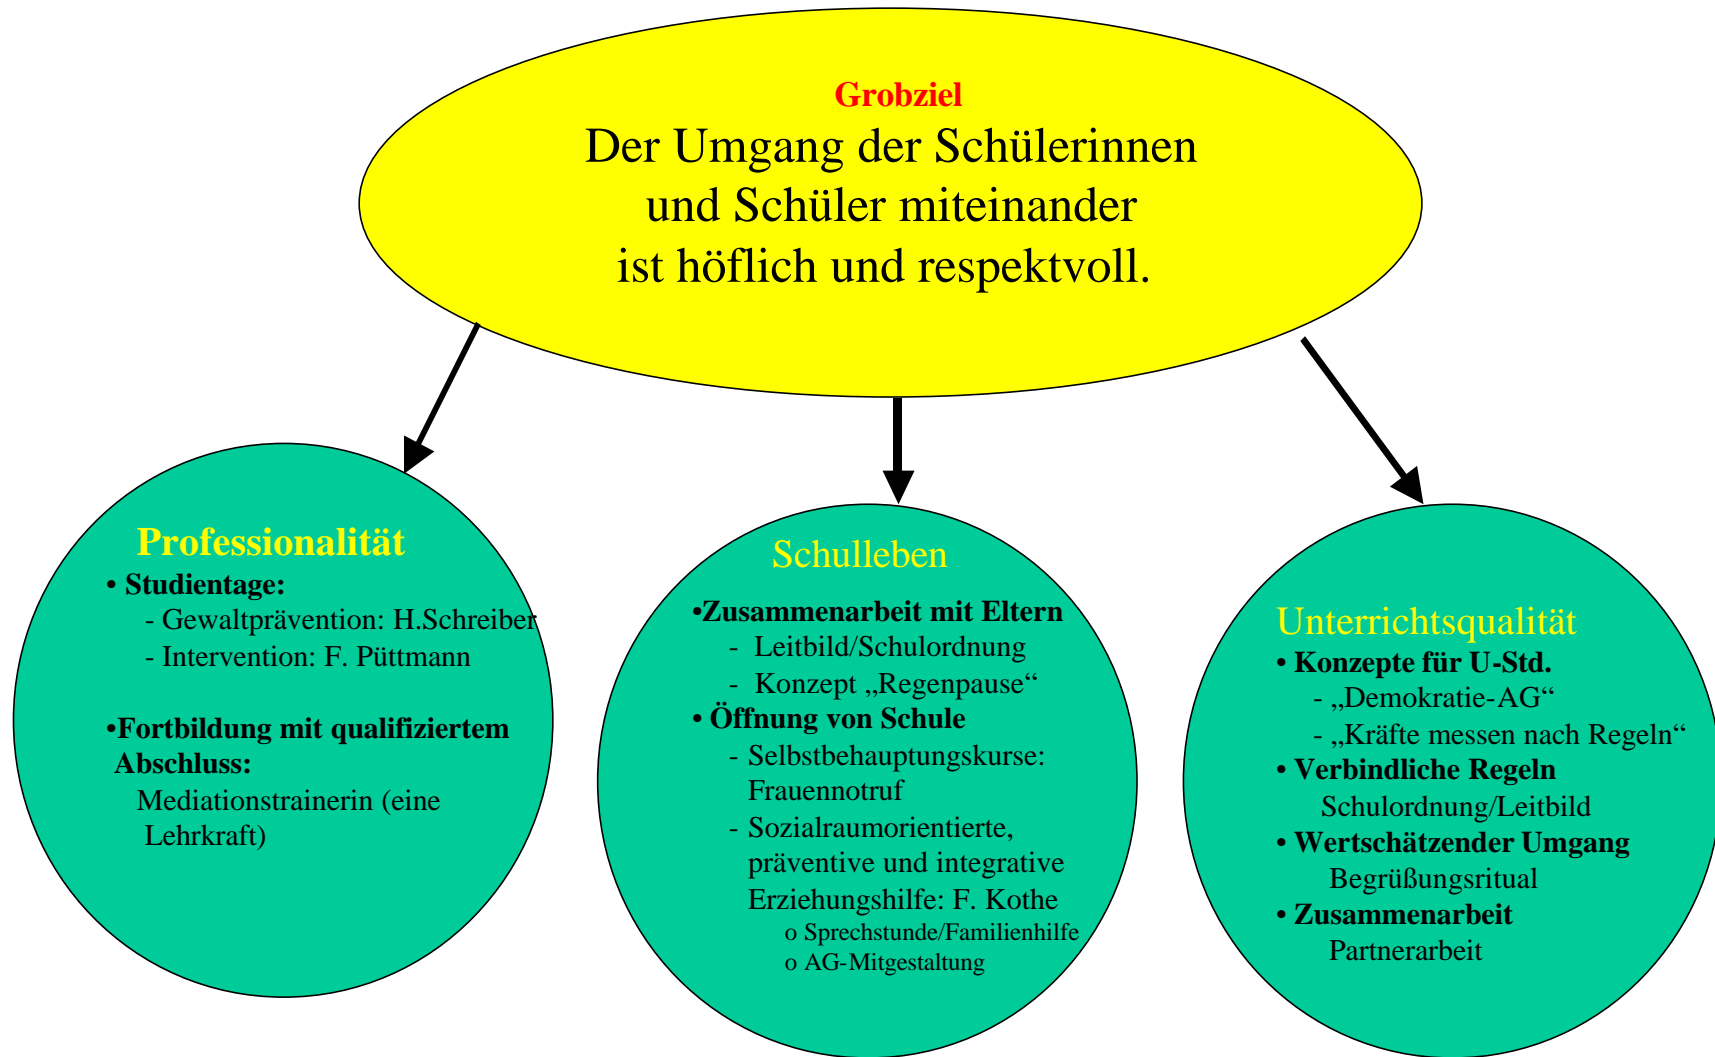 Grobziel
Der Umgang der Schülerinnen
und Schüler miteinander
ist höflich und respektvoll.
Professionalität
• Studientage:
- Gewaltprävention: H.Schreiber
- Intervention: F. Püttmann
•Fortbildung mit qualifiziertem
Abschluss:
Mediationstrainerin (eine
Lehrkraft)
Schulleben
•Zusammenarbeit mit Eltern
- Leitbild/Schulordnung
- Konzept „Regenpause“
• Öffnung von Schule
- Selbstbehauptungskurse:
Frauennotruf
- Sozialraumorientierte,
präventive und integrative
Erziehungshilfe: F. Kothe
o Sprechstunde/Familienhilfe
o AG-Mitgestaltung
Unterrichtsqualität
• Konzepte für U-Std.
- „Demokratie-AG“
- „Kräfte messen nach Regeln“
• Verbindliche Regeln
Schulordnung/Leitbild
• Wertschätzender Umgang
Begrüßungsritual
• Zusammenarbeit
Partnerarbeit